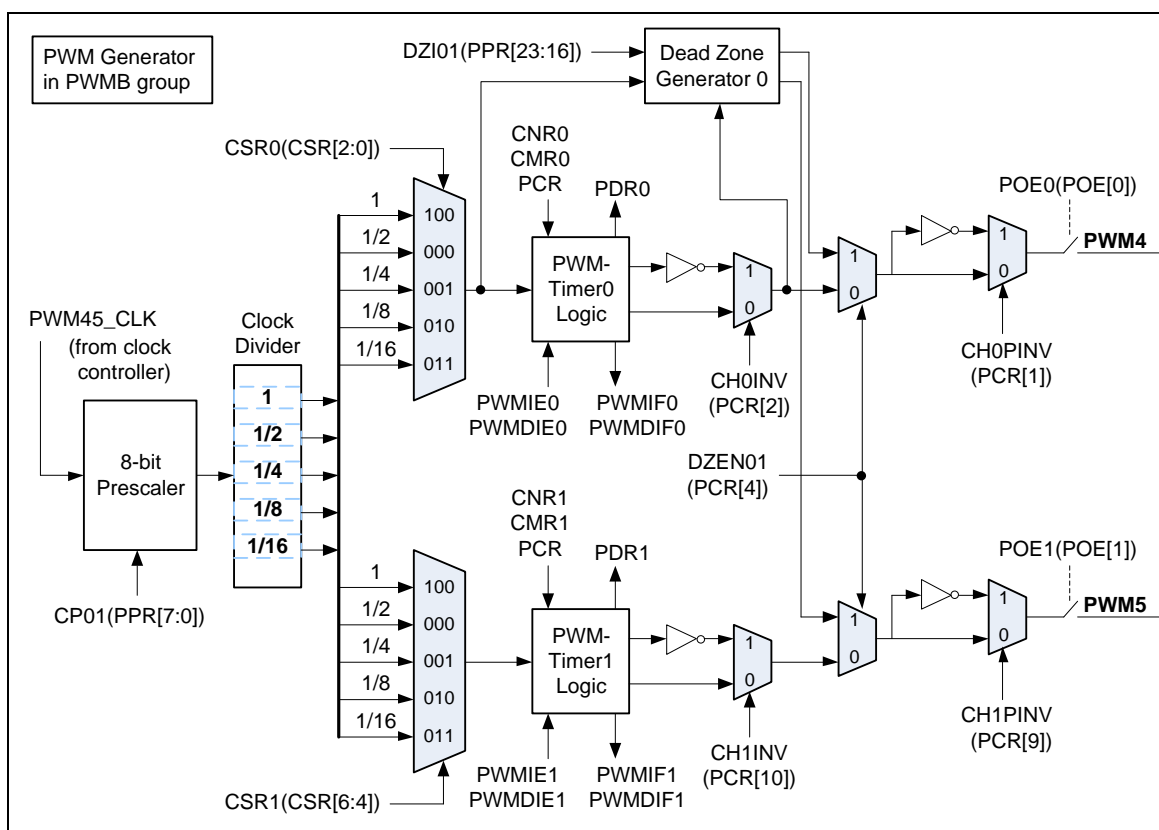 PWM Generator
in PWMB group
DZI01(PPR[23:16])
Dead Zone
Generator 0
CSR0(CSR[2:0])
CNR0
CMR0
PCR
PDR0
POE0(POE[0])
1
1/2
1/4
1/8
1/16
100
000
001
010
011
PWM-
Timer0
Logic
1
0
1
0
1
0
PWM4
PWM45_CLK
(from clock
controller)
Clock
Divider
PWMIE0
PWMDIE0
PWMIF0
PWMDIF0
CH0INV
(PCR[2])
CH0PINV
(PCR[1])
8-bit
Prescaler
1
1/2
1/4
1/8
1/16
DZEN01
(PCR[4])
CP01(PPR[7:0])
CNR1
CMR1
PCR
PDR1
POE1(POE[1])
1
1/2
1/4
1/8
1/16
100
000
001
010
011
PWM-
Timer1
Logic
1
0
1
0
1
0
PWM5
PWMIE1
PWMDIE1
PWMIF1
PWMDIF1
CH1INV
(PCR[10])
CH1PINV
(PCR[9])
CSR1(CSR[6:4])